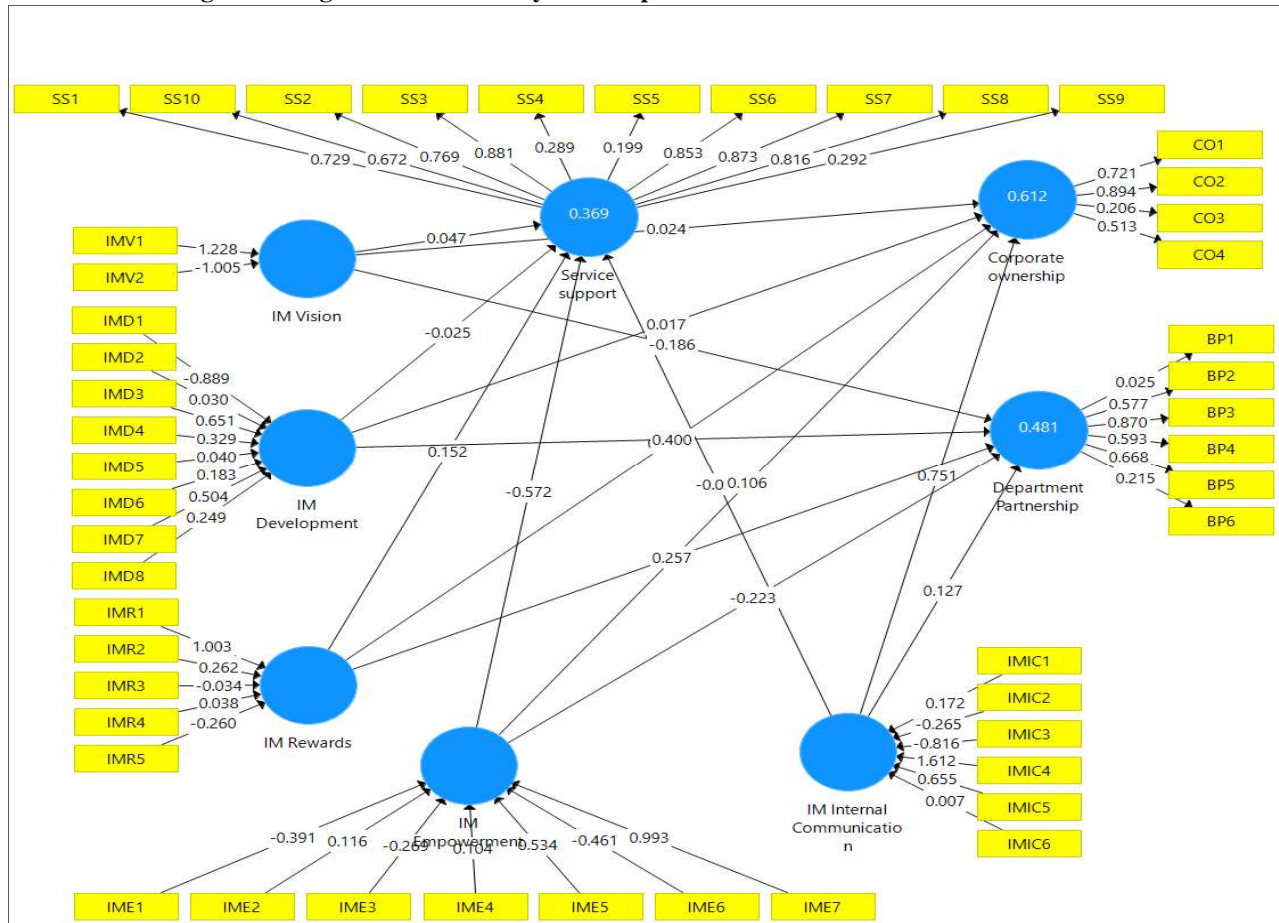 SS1 SS10 SS2 SS3 SS4 SS5 SS6 SS7 SS8 SS9
0.729 0.672 0.769 0.881 0.289 0.199 0.853 0.873 0.816 0.292
0.369
Service
support
0.612
Corporate
ownership
0.721
0.894
0.206
0.513
CO1
CO2
CO3
CO4
IMV1
IMV2
1.228
-1.005
IM Vision
0.047
0.024
-0.186
IMD1
IMD2
IMD3
IMD4
IMD5
IMD6
IMD7
IMD8
-0.889
0.030
0.651
0.329
0.040
0.183
0.504
0.249
IM
Development
-0.025
0.017
0.400
0.152
-0.572
0.106
0.751
0.257
-0.223
0.127
0.481
Department
Partnership
0.025
0.577
0.870
0.593
0.668
0.215
BP1
BP2
BP3
BP4
BP5
BP6
IMR1
IMR2
IMR3
IMR4
IMR5
1.003
0.262
-0.034
0.038
-0.260
IM Rewards
IM
Empowerment
-0.391 0.116 -0.269 0.104 0.534 -0.461 0.993
IME1 IME2 IME3 IME4 IME5 IME6 IME7
IM Internal
Communicatio
n
0.172
-0.265
-0.816
1.612
0.655
0.007
IMIC1
IMIC2
IMIC3
IMIC4
IMIC5
IMIC6